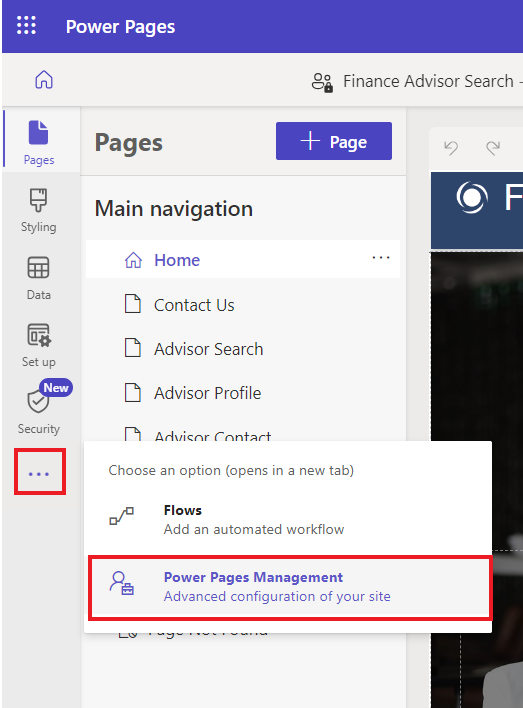 Power Pages
Finance Advisor Search -
Pages
Styling
Data
Set up
New
Security
...
Pages
+ Page
Main navigation
Home
...
Contact Us
Advisor Search
Advisor Profile
Advisor Contact
Choose an option (opens in a new tab)
Flows
Add an automated workflow
Power Pages Management
Advanced configuration of your site
Page Not Found
F